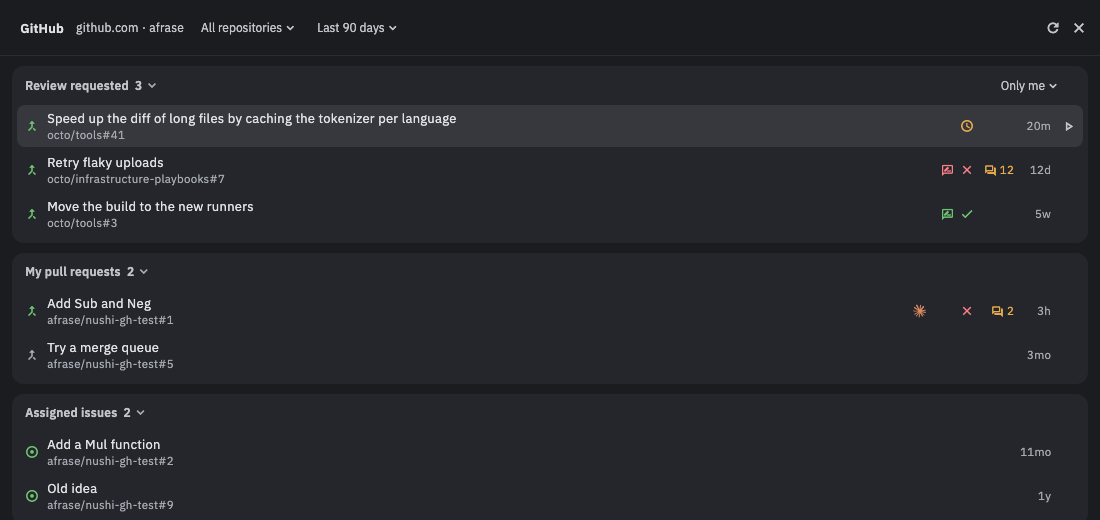 GitHub github.com · afrase All repositories Last 90 days
Review requested 3 Only me
Speed up the diff of long files by caching the tokenizer per language
octo/tools#41 20m
Retry flaky uploads
octo/infrastructure-playbooks#7 12 12d
Move the build to the new runners
octo/tools#3 5w
My pull requests 2
Add Sub and Neg
afrase/nushi-gh-test#1 2 3h
Try a merge queue
afrase/nushi-gh-test#5 3mo
Assigned issues 2
Add a Mul function
afrase/nushi-gh-test#2 11mo
Old idea
afrase/nushi-gh-test#9 1y